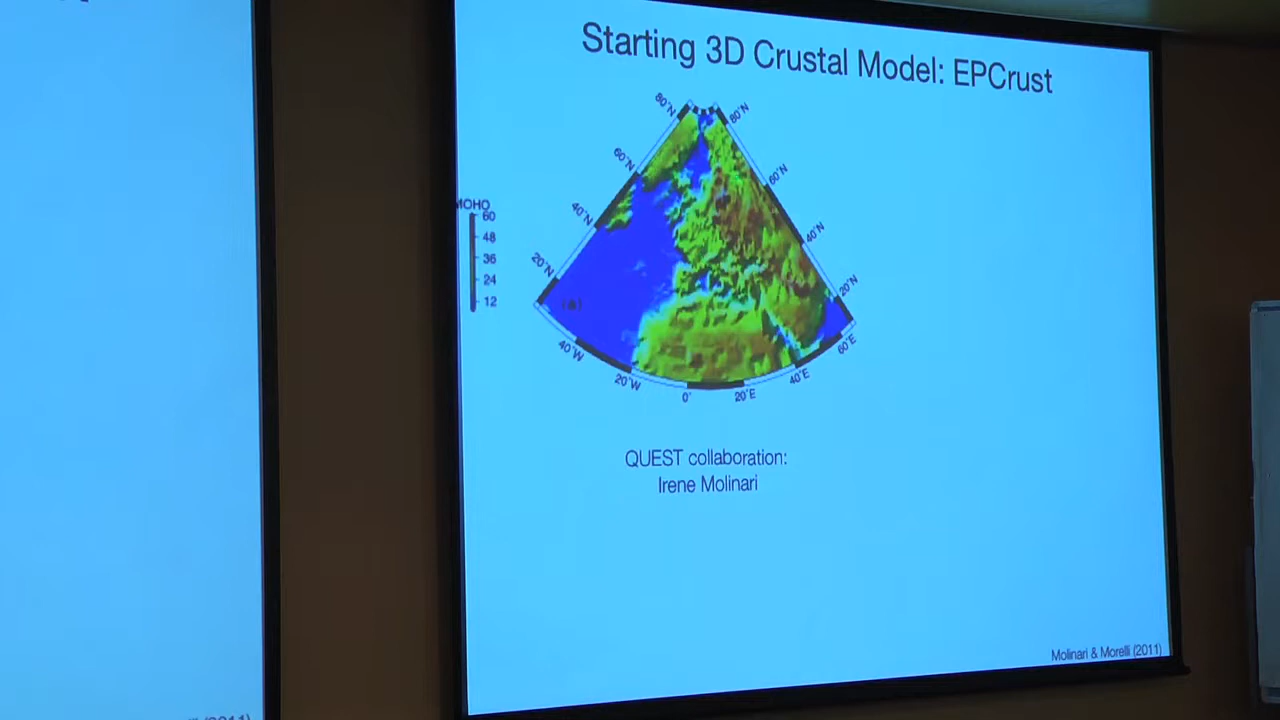 Starting 3D Crustal Model: EPCrust
80°N
80°N
60°N
60°N
40°N
40°N
20°N
20°N
MOHO
60
48
36
24
12
40°W
20°W
0°
20°E
40°E
60°E
QUEST collaboration:
Irene Molinari
Molinari & Morelli (2011)